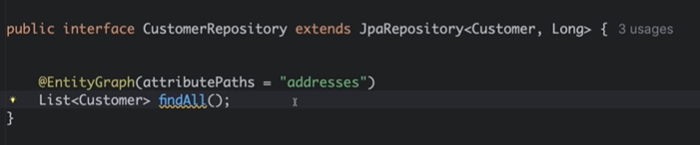 public interface CustomerRepository extends JpaRepository<Customer, Long> { 3 usages
@EntityGraph(attributePaths = "addresses")
List<Customer> findAll();
}